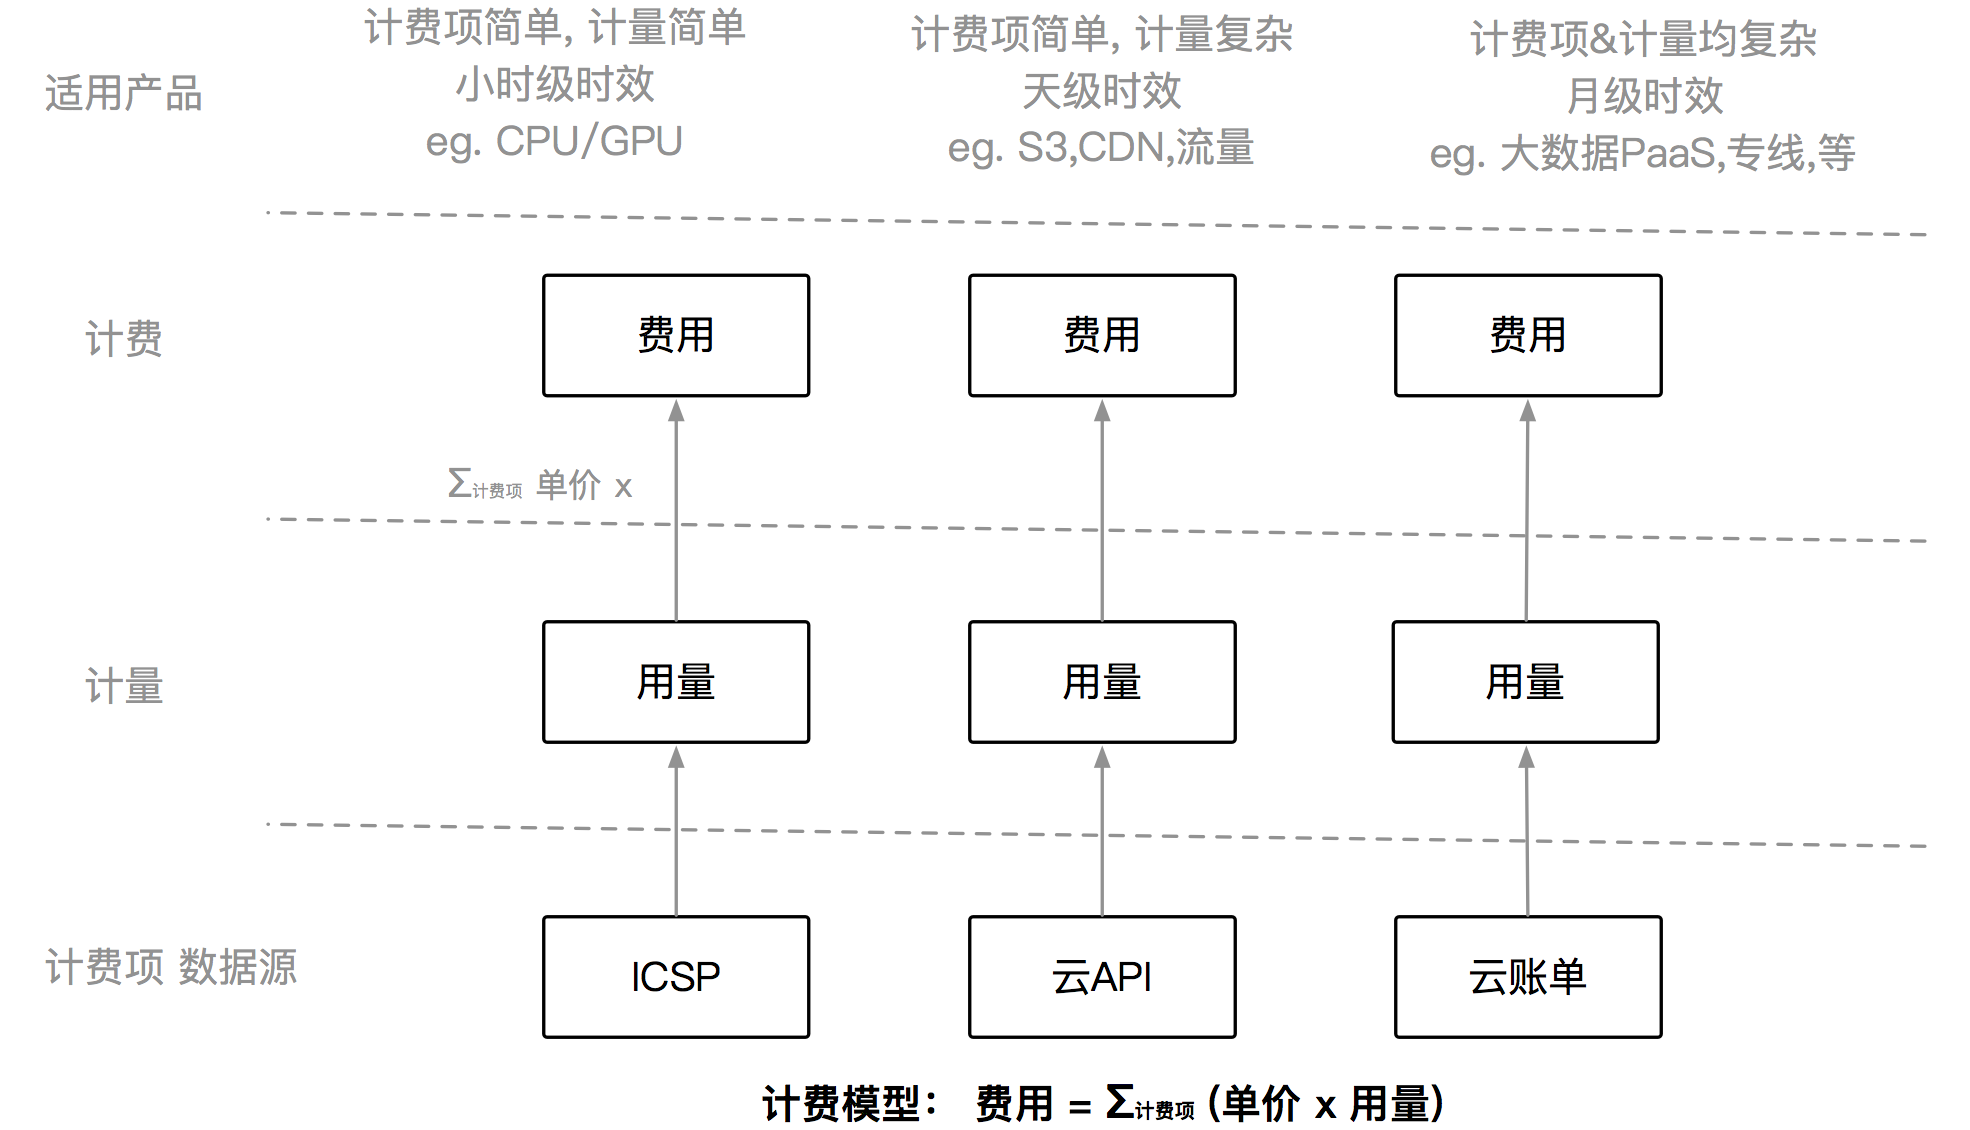 计费项简单, 计量简单
小时级时效
eg. CPU/GPU
计费项简单, 计量复杂
天级时效
eg. S3,CDN,流量
计费项&计量均复杂
月级时效
eg. 大数据PaaS,专线,等
适用产品
计费
费用
费用
费用
Σ计费项 单价 x
计量
用量
用量
用量
计费项 数据源
ICSP
云API
云账单
计费模型： 费用 = Σ计费项 (单价 x 用量)